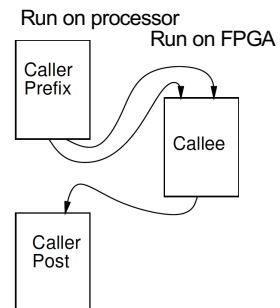 Run on processor
Run on FPGA
Caller
Prefix
Callee
Caller
Post